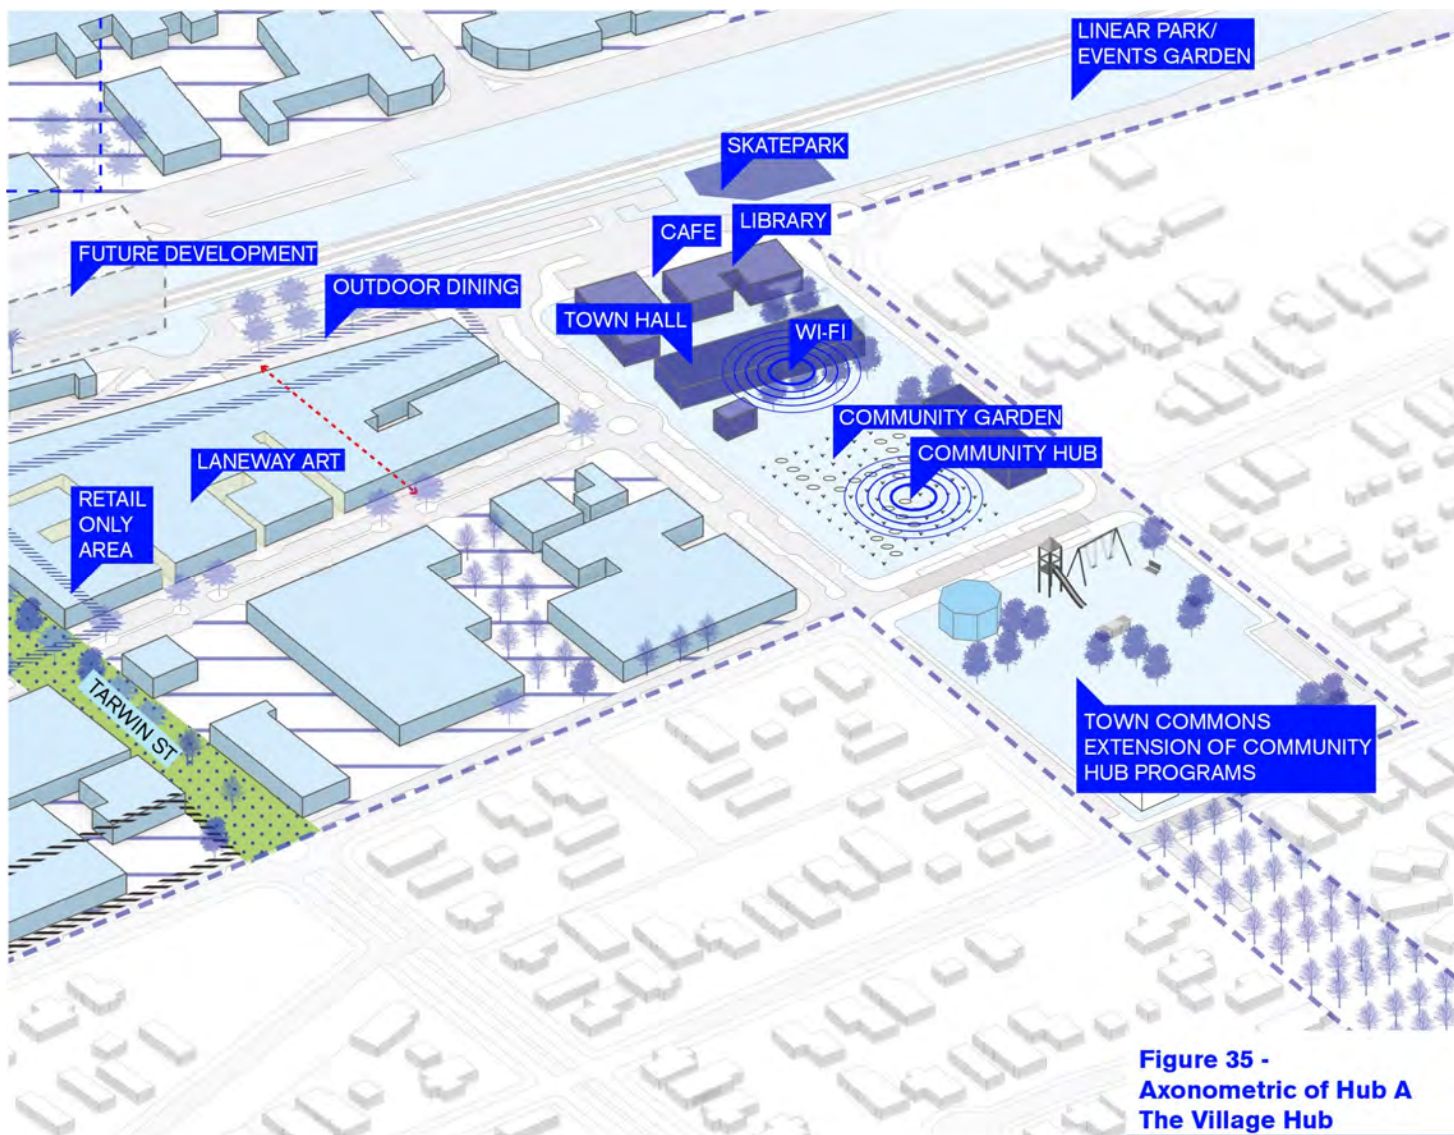 LINEAR PARK/
EVENTS GARDEN
SKATEPARK
LIBRARY
CAFE
FUTURE DEVELOPMENT
OUTDOOR DINING
TOWN HALL
WI-FI
COMMUNITY GARDEN
COMMUNITY HUB
LANEWAY ART
RETAIL
ONLY
AREA
TARWIN ST
TOWN COMMONS
EXTENSION OF COMMUNITY
HUB PROGRAMS
Figure 35 -
Axonometric of Hub A
The Village Hub